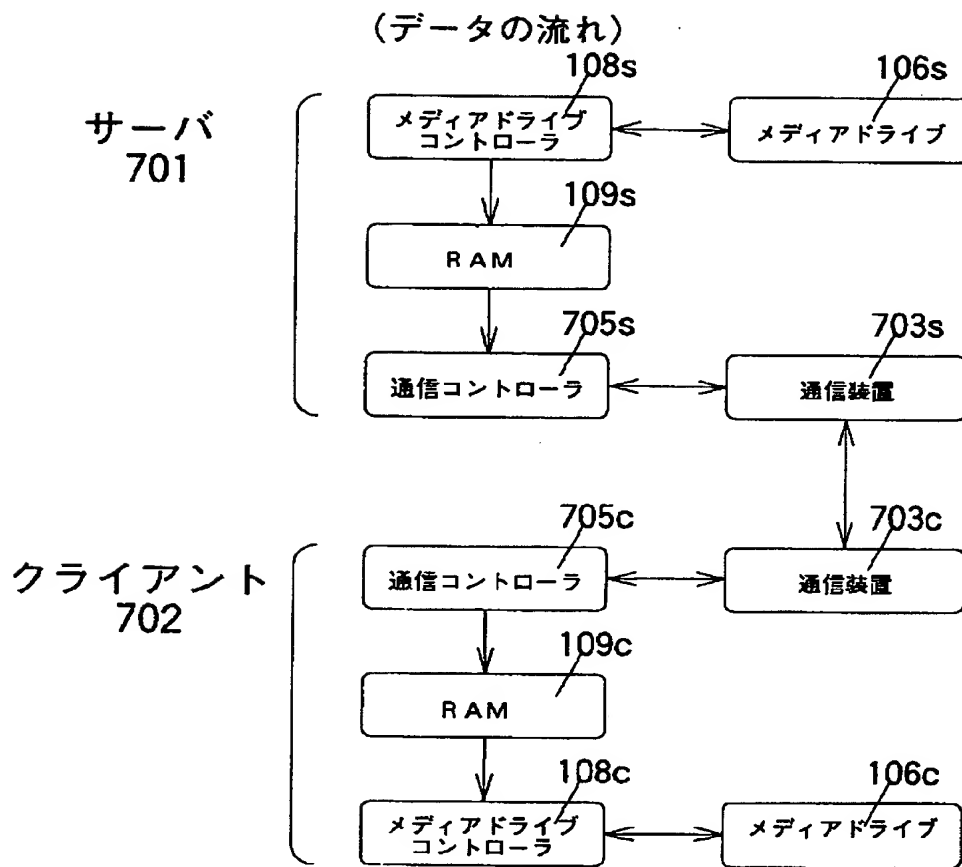 (データの流れ)
108s
106s
サーバ
701
メディアドライブ
コントローラ
メディアドライブ
109s
RAM
705s
703s
通信コントローラ
通信装置
705c
703c
クライアント
702
通信コントローラ
通信装置
109c
RAM
108c
106c
メディアドライブ
コントローラ
メディアドライブ